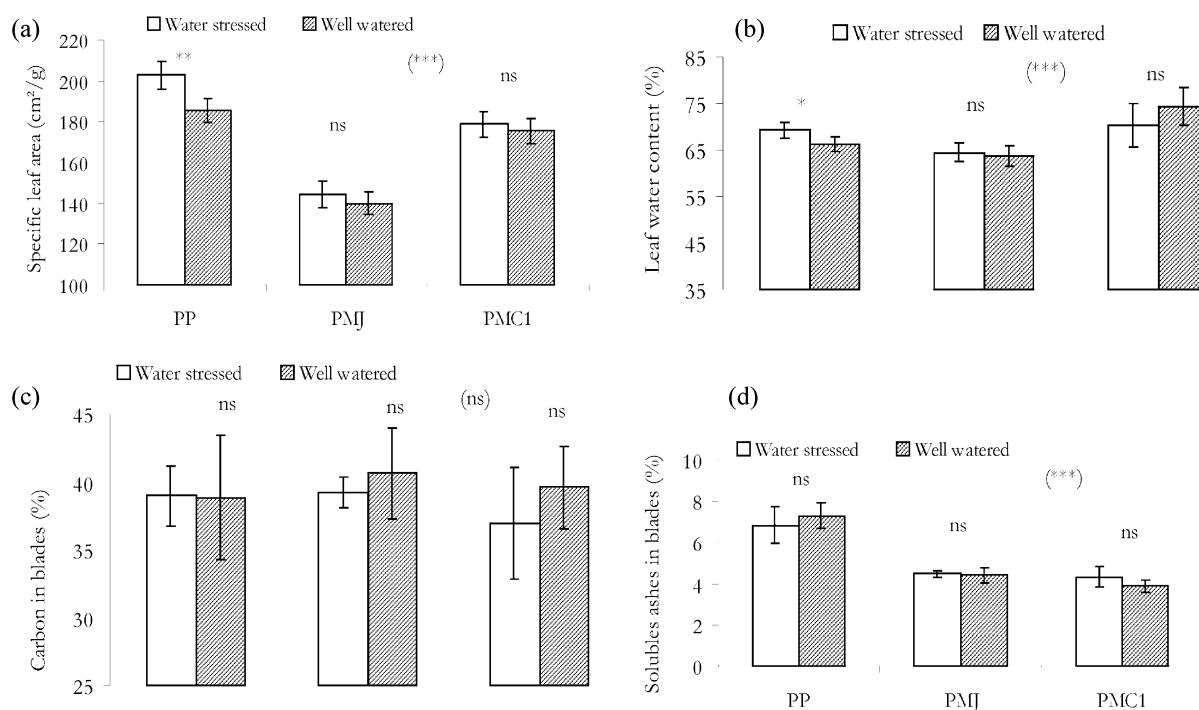 (a)
Water stressed
Well watered
Specific leaf area (cm²/g)
220
200
180
160
140
120
100
**
ns
(***)
ns
PP
PMJ
PMC1
(b)
Water stressed
Well watered
Leaf water content (%)
85
75
65
55
45
35
*
ns
(***)
ns
(c)
Water stressed
Well watered
Carbon in blades (%)
45
40
35
30
25
ns
ns
(ns)
ns
(d)
Water stressed
Well watered
Solubles ashes in blades (%)
10
8
6
4
2
0
ns
ns
(***)
ns
PP
PMJ
PMC1